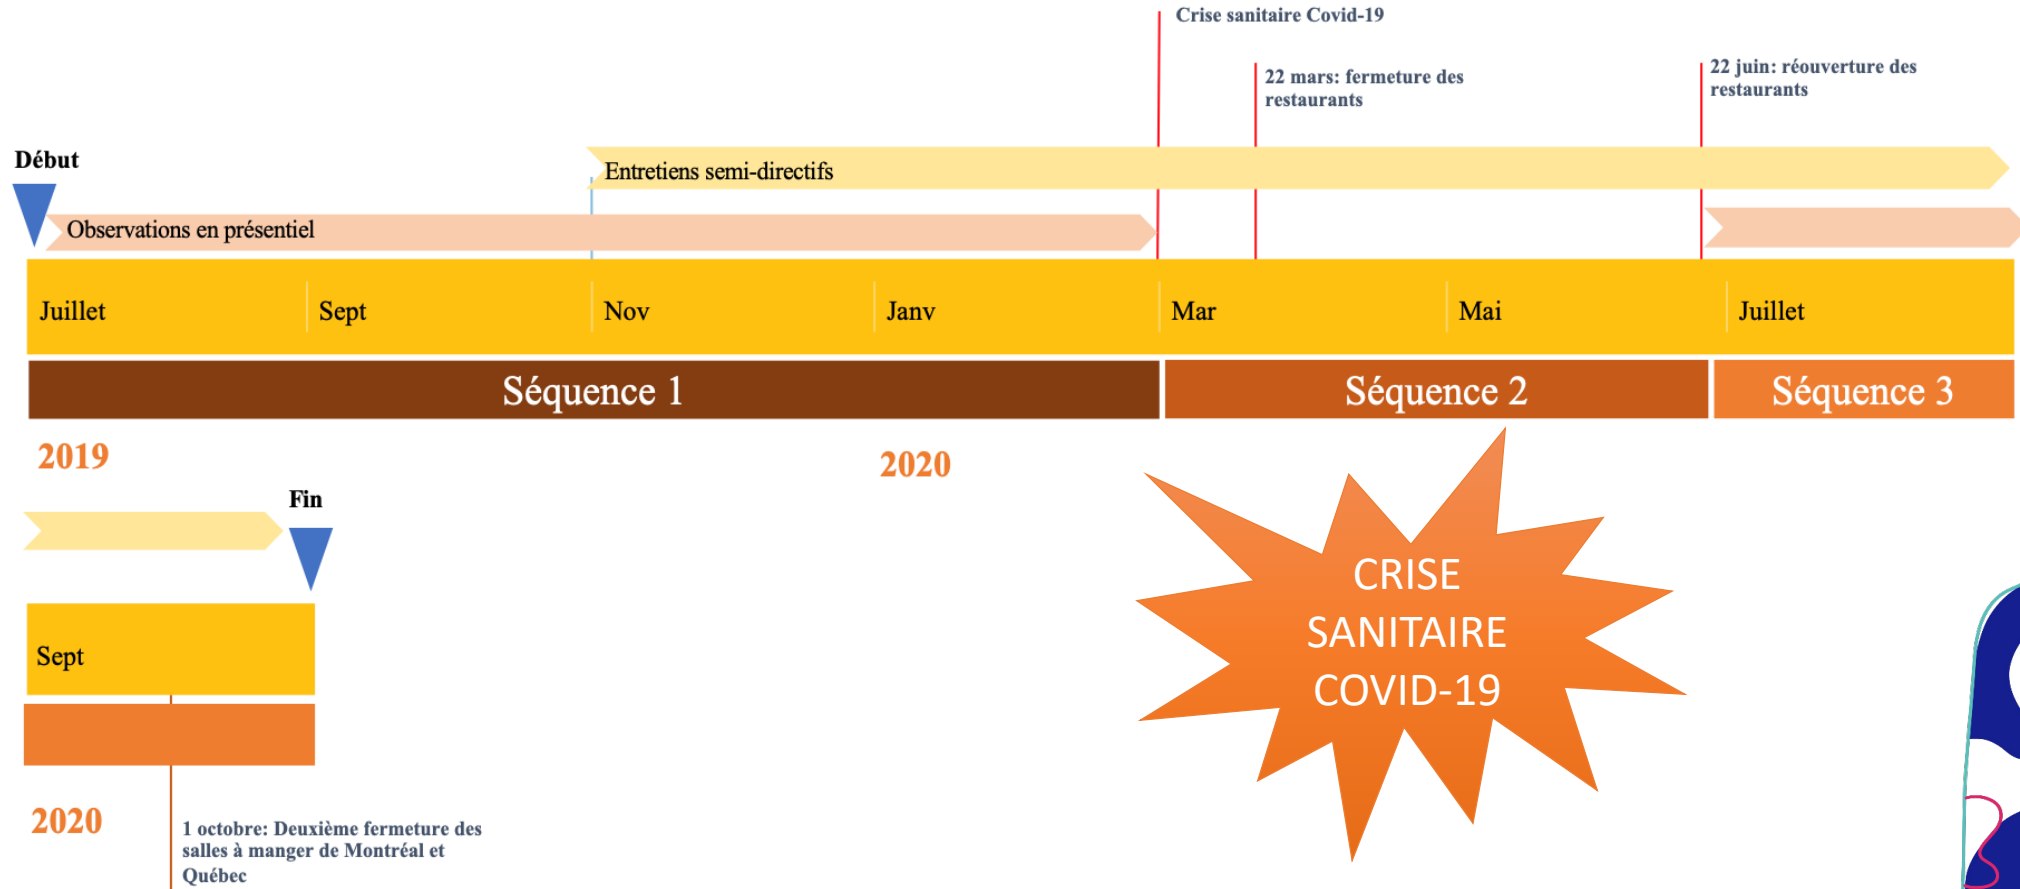 Crise sanitaire Covid-19
22 mars: fermeture des
restaurants
22 juin: réouverture des
restaurants
Début
Entretiens semi-directifs
Observations en présentiel
Juillet
Sept
Nov
Janv
Mar
Mai
Juillet
Séquence 1
Séquence 2
Séquence 3
2019
2020
Fin
CRISE
SANITAIRE
COVID-19
Sept
2020
1 octobre: Deuxième fermeture des
salles à manger de Montréal et
Québec